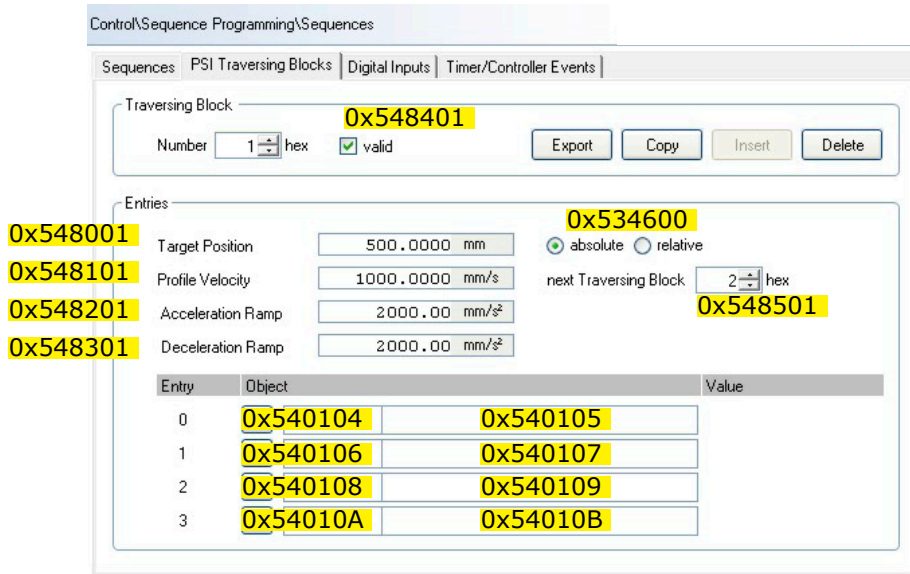 Control\Sequence Programming\Sequences
Sequences PSI Traversing Blocks Digital Inputs Timer/Controller Events
Traversing Block
0x548401
Number 1 hex valid Export Copy Insert Delete
Entries
0x534600
0x548001 Target Position 500.0000 mm absolute relative
0x548101 Profile Velocity 1000.0000 mm/s next Traversing Block 2 hex
0x548201 Acceleration Ramp 2000.00 mm/s² 0x548501
0x548301 Deceleration Ramp 2000.00 mm/s²
Entry Object Value
0 0x540104 0x540105
1 0x540106 0x540107
2 0x540108 0x540109
3 0x54010A 0x54010B